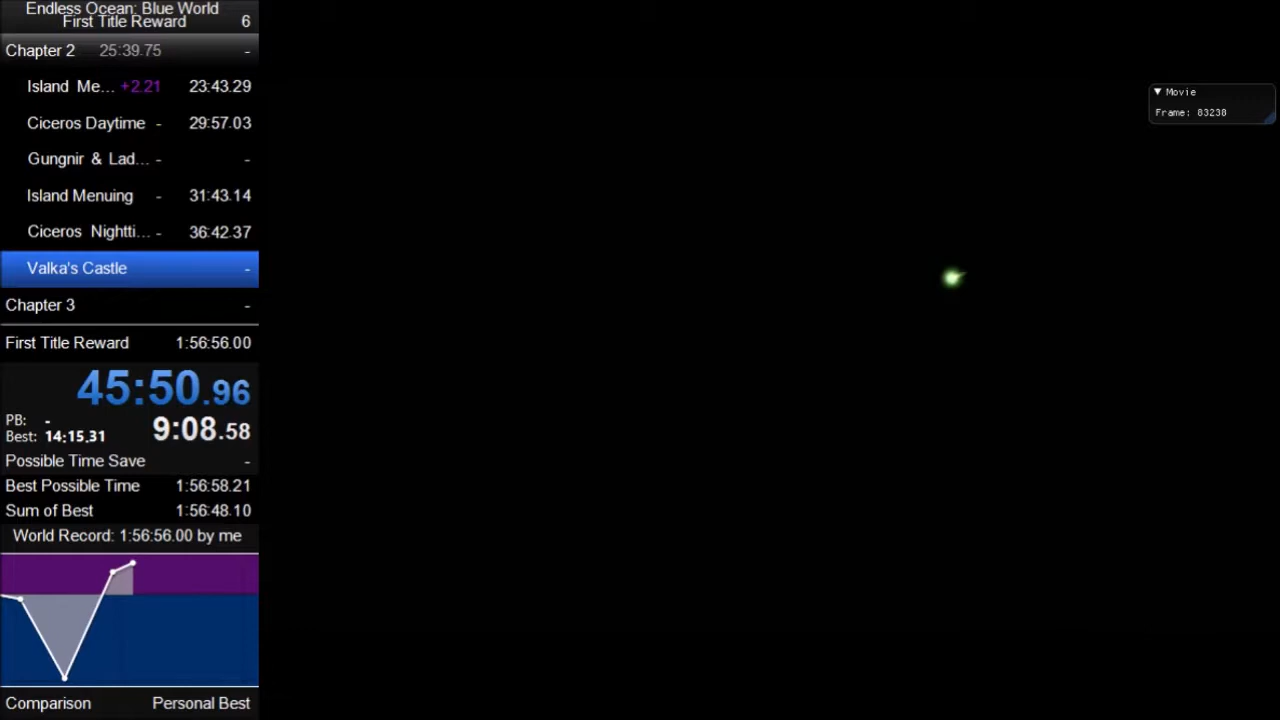 Endless Ocean: Blue World
First Title Reward 6
Chapter 2 25:39.75 -
Island Me... +2.21 23:43.29
Ciceros Daytime - 29:57.03
Gungnir & Lad... - -
Island Menuing - 31:43.14
Ciceros Nightti... - 36:42.37
Valka's Castle -
Chapter 3 -
First Title Reward 1:56:56.00
45:50.96
PB: -
Best: 14:15.31 9:08.58
Possible Time Save -
Best Possible Time 1:56:58.21
Sum of Best 1:56:48.10
World Record: 1:56:56.00 by me
Comparison Personal Best
▼ Movie
Frame: 83238